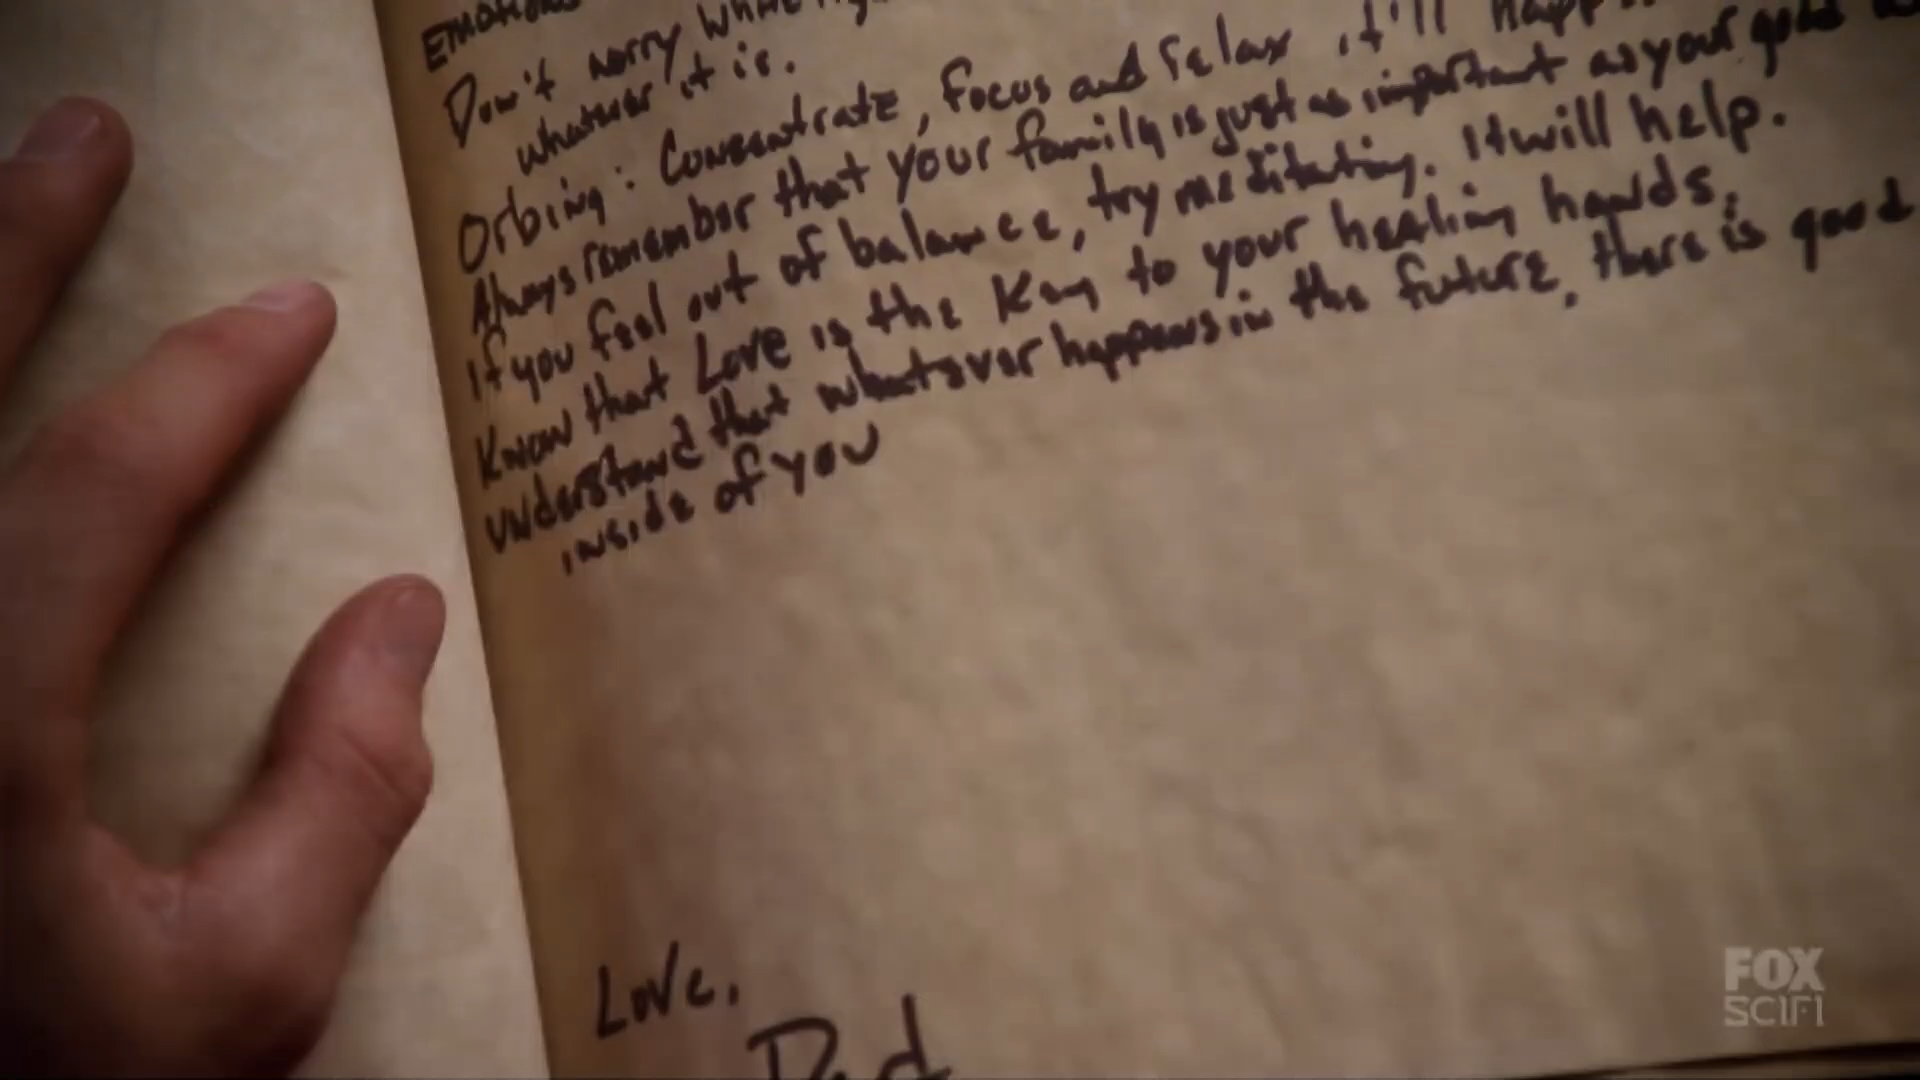 Emotions
Don't worry
whatever it is.
Orbing: Concentrate, focus and relax it'll
Always remember that your family is just as important as your good
If you feel out of balance, try meditating. It will help.
Know that Love is the Key to your healing hands.
Understand that whatever happens in the future, there is good
inside of you
Love,
Dad
FOX
SCIFI